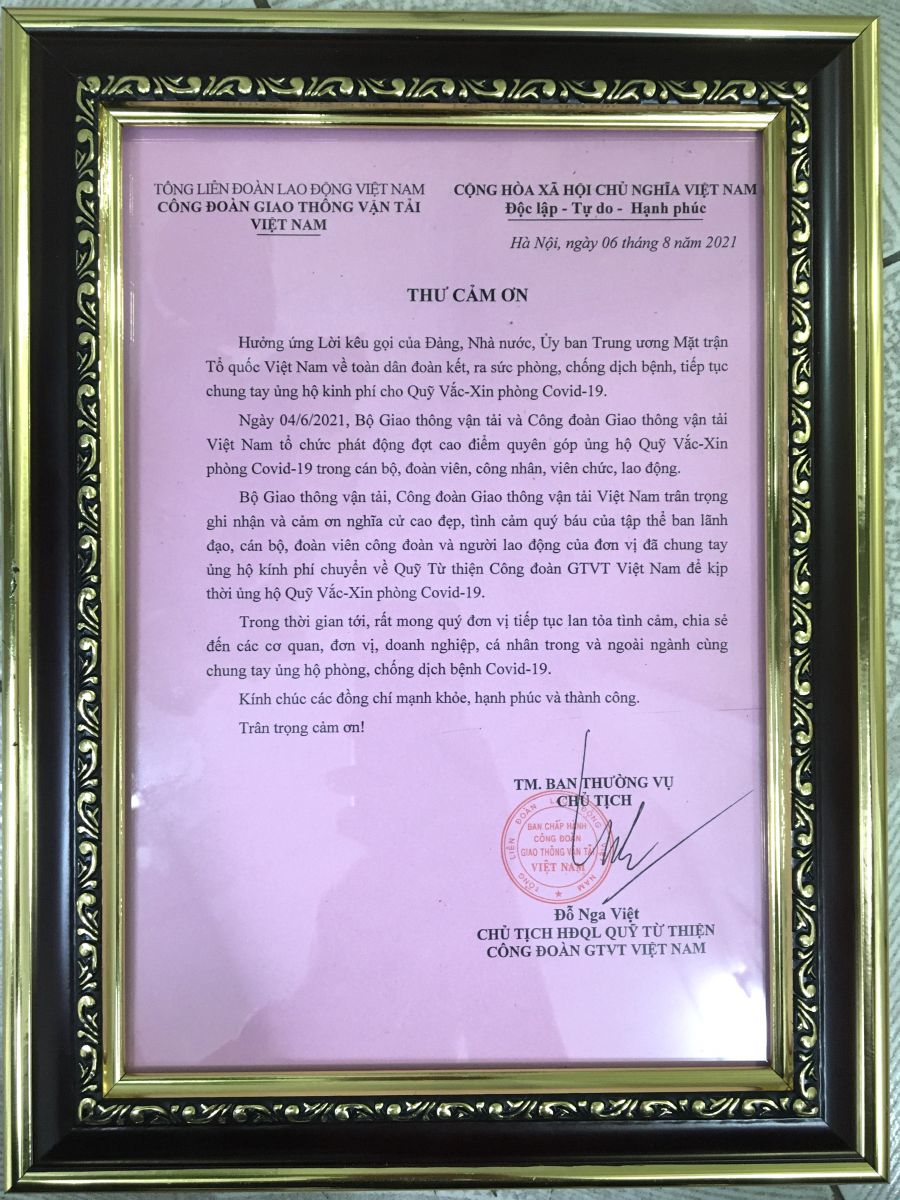 TỔNG LIÊN ĐOÀN LAO ĐỘNG VIỆT NAM
CÔNG ĐOÀN GIAO THÔNG VẬN TẢI
VIỆT NAM
CỘNG HÒA XÃ HỘI CHỦ NGHĨA VIỆT NAM
Độc lập - Tự do - Hạnh phúc
Hà Nội, ngày 06 tháng 8 năm 2021
THƯ CẢM ƠN
Hưởng ứng Lời kêu gọi của Đảng, Nhà nước, Ủy ban Trung ương Mặt trận
Tổ quốc Việt Nam về toàn dân đoàn kết, ra sức phòng, chống dịch bệnh, tiếp tục
chung tay ủng hộ kinh phí cho Quỹ Vắc-Xin phòng Covid-19.
Ngày 04/6/2021, Bộ Giao thông vận tải và Công đoàn Giao thông vận tải
Việt Nam tổ chức phát động đợt cao điểm quyên góp ủng hộ Quỹ Vắc-Xin
phòng Covid-19 trong cán bộ, đoàn viên, công nhân, viên chức, lao động.
Bộ Giao thông vận tải, Công đoàn Giao thông vận tải Việt Nam trân trọng
ghi nhận và cảm ơn nghĩa cử cao đẹp, tình cảm quý báu của tập thể ban lãnh
đạo, cán bộ, đoàn viên công đoàn và người lao động của đơn vị đã chung tay
ủng hộ kính phí chuyển về Quỹ Từ thiện Công đoàn GTVT Việt Nam để kịp
thời ủng hộ Quỹ Vắc-Xin phòng Covid-19.
Trong thời gian tới, rất mong quý đơn vị tiếp tục lan tỏa tình cảm, chia sẻ
đến các cơ quan, đơn vị, doanh nghiệp, cá nhân trong và ngoài ngành cùng
chung tay ủng hộ phòng, chống dịch bệnh Covid-19.
Kính chúc các đồng chí mạnh khỏe, hạnh phúc và thành công.
Trân trọng cảm ơn!
TM. BAN THƯỜNG VỤ
CHỦ TỊCH
TỔNG LIÊN ĐOÀN LAO ĐỘNG VIỆT NAM
BAN CHẤP HÀNH
CÔNG ĐOÀN
GIAO THÔNG VẬN TẢI
VIỆT NAM
Đỗ Nga Việt
CHỦ TỊCH HĐQL QUỸ TỪ THIỆN
CÔNG ĐOÀN GTVT VIỆT NAM